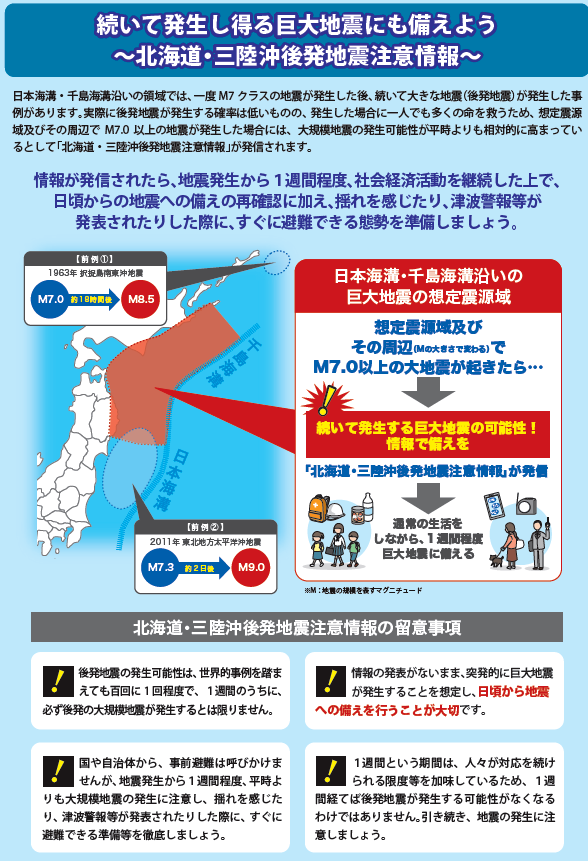 続いて発生し得る巨大地震にも備えよう
～北海道・三陸沖後発地震注意情報～
日本海溝・千島海溝沿いの領域では、一度 M7 クラスの地震が発生した後、続いて大きな地震（後発地震）が発生した事
例があります。実際に後発地震が発生する確率は低いものの、発生した場合に一人でも多くの命を救うため、想定震源
域及びその周辺で M7.0 以上の地震が発生した場合には、大規模地震の発生可能性が平時よりも相対的に高まってい
るとして「北海道・三陸沖後発地震注意情報」が発信されます。
情報が発信されたら、地震発生から１週間程度、社会経済活動を継続した上で、
日頃からの地震への備えの再確認に加え、揺れを感じたり、津波警報等が
発表されたりした際に、すぐに避難できる態勢を準備しましょう。
【前例①】
1963年 択捉島南東沖地震
M7.0 約18時間後 M8.5
千島海溝
日本海溝
【前例②】
2011年 東北地方太平洋沖地震
M7.3 約２日後 M9.0
日本海溝・千島海溝沿いの
巨大地震の想定震源域
想定震源域及び
その周辺（Mの大きさで変わる）で
M7.0以上の大地震が起きたら…
続いて発生する巨大地震の可能性！
情報で備えを
「北海道・三陸沖後発地震注意情報」が発信
通常の生活を
しながら、１週間程度
巨大地震に備える
※M：地震の規模を表すマグニチュード
北海道・三陸沖後発地震注意情報の留意事項
後発地震の発生可能性は、世界的事例を踏ま
えても百回に１回程度で、１週間のうちに、
必ず後発の大規模地震が発生するとは限りません。
情報の発表がないまま、突発的に巨大地震
が発生することを想定し、日頃から地震
への備えを行うことが大切です。
国や自治体から、事前避難は呼びかけま
せんが、地震発生から１週間程度、平時よ
りも大規模地震の発生に注意し、揺れを感じた
り、津波警報等が発表されたりした際に、すぐに
避難できる準備等を徹底しましょう。
１週間という期間は、人々が対応を続け
られる限度等を加味しているため、１週
間経てば後発地震が発生する可能性がなくなる
わけではありません。引き続き、地震の発生に注
意しましょう。